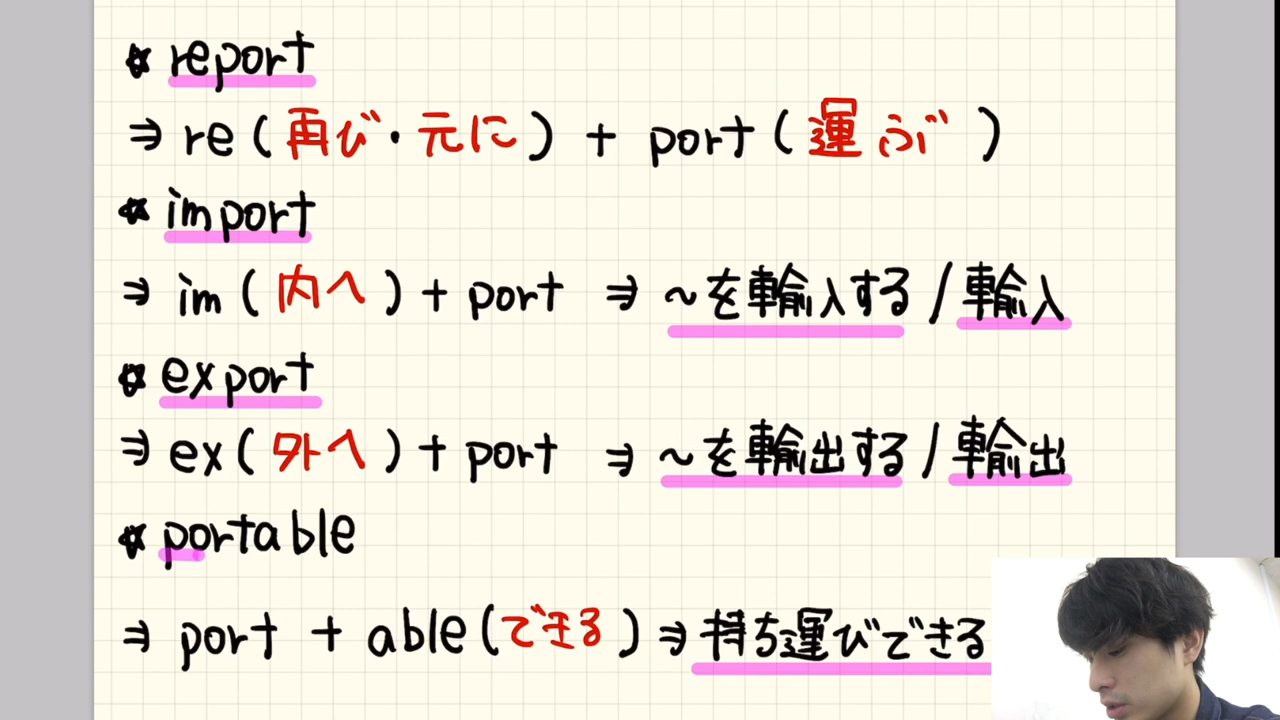 ☆ report
⇒ re (再び・元に) + port (運ぶ)
☆ import
⇒ im (内へ) + port ⇒ ~を輸入する / 輸入
☆ export
⇒ ex (外へ) + port ⇒ ~を輸出する / 輸出
☆ portable
⇒ port + able (できる) ⇒ 持ち運びできる